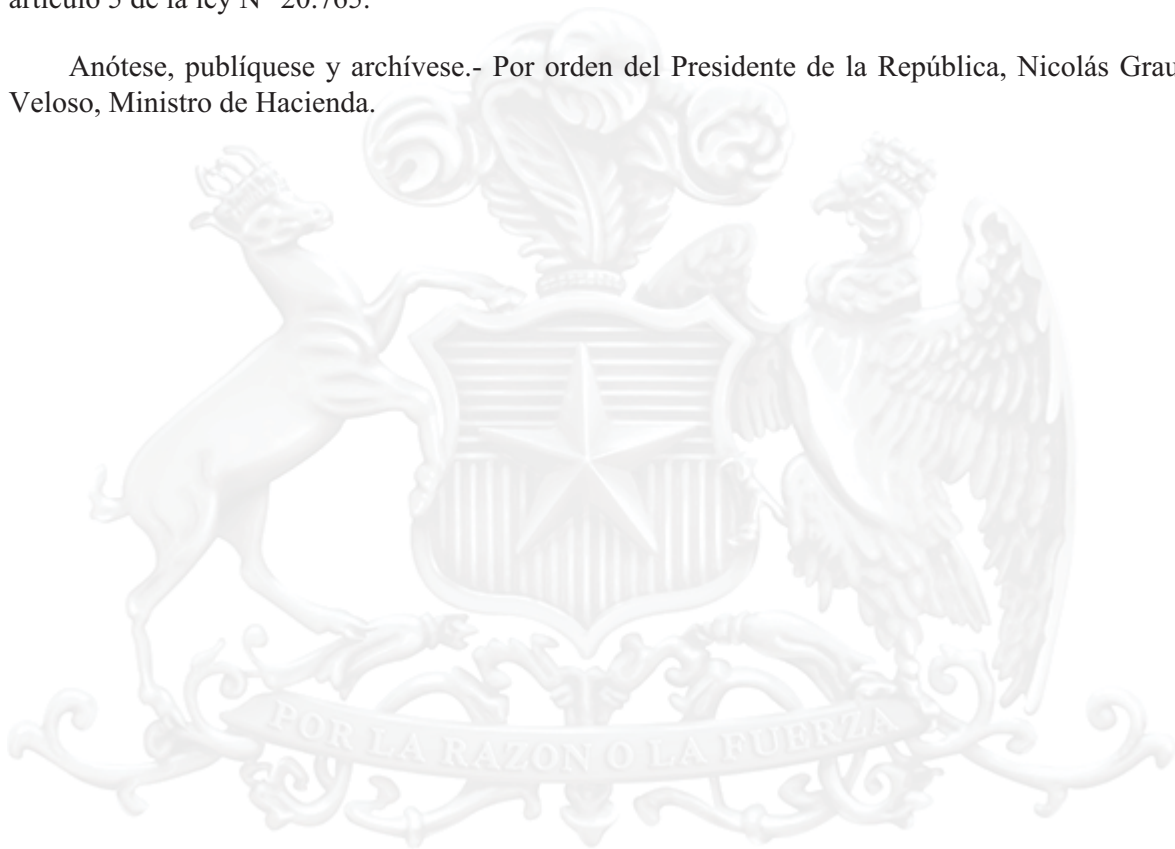 artículo 3 de la ley N° 20.765.
Anótese, publíquese y archívese.- Por orden del Presidente de la República, Nicolás Grau
Veloso, Ministro de Hacienda.
POR LA RAZON O LA FUERZA